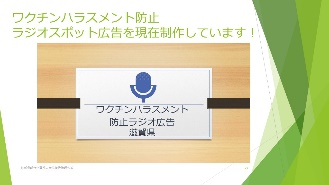 ワクチンハラスメント防止
ラジオスポット広告を現在制作しています！
ワクチンハラスメント
防止ラジオ広告
滋賀県